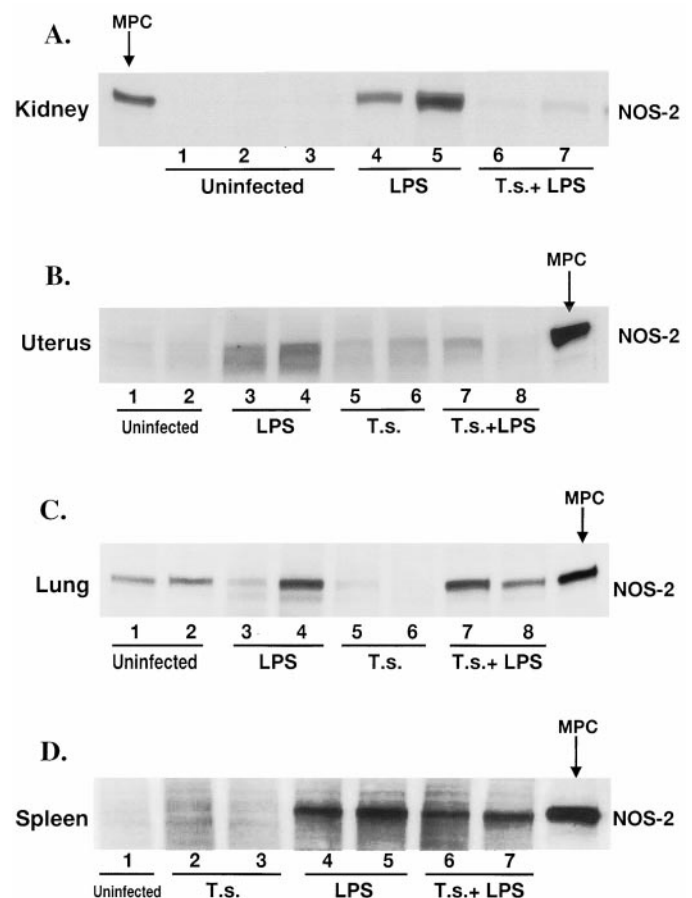 A.
MPC
Kidney
NOS-2
1 2 3 4 5 6 7
Uninfected LPS T.s.+ LPS
B.
MPC
Uterus
NOS-2
1 2 3 4 5 6 7 8
Uninfected LPS T.s. T.s.+LPS
C.
MPC
Lung
NOS-2
1 2 3 4 5 6 7 8
Uninfected LPS T.s. T.s.+ LPS
D.
MPC
Spleen
NOS-2
1 2 3 4 5 6 7
Uninfected T.s. LPS T.s.+ LPS